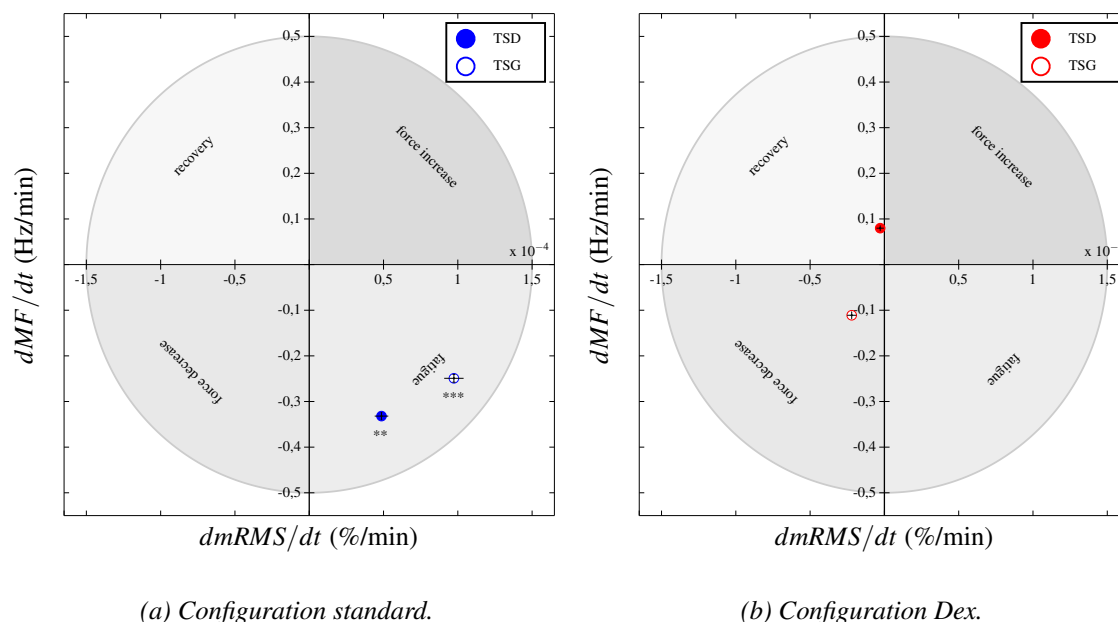 0,5
0,4
0,3
0,2
0,1
-0,1
-0,2
-0,3
-0,4
-0,5
-1,5
-1
-0,5
0,5
1
1,5
x 10⁻⁴
TSD
TSG
recovery
force increase
force decrease
fatigue
**
***
dMF/dt (Hz/min)
dmRMS/dt (%/min)
(a) Configuration standard.
0,5
0,4
0,3
0,2
0,1
-0,1
-0,2
-0,3
-0,4
-0,5
-1,5
-1
-0,5
0,5
1
1,5
TSD
TSG
recovery
force increase
force decrease
fatigue
dMF/dt (Hz/min)
dmRMS/dt (%/min)
(b) Configuration Dex.